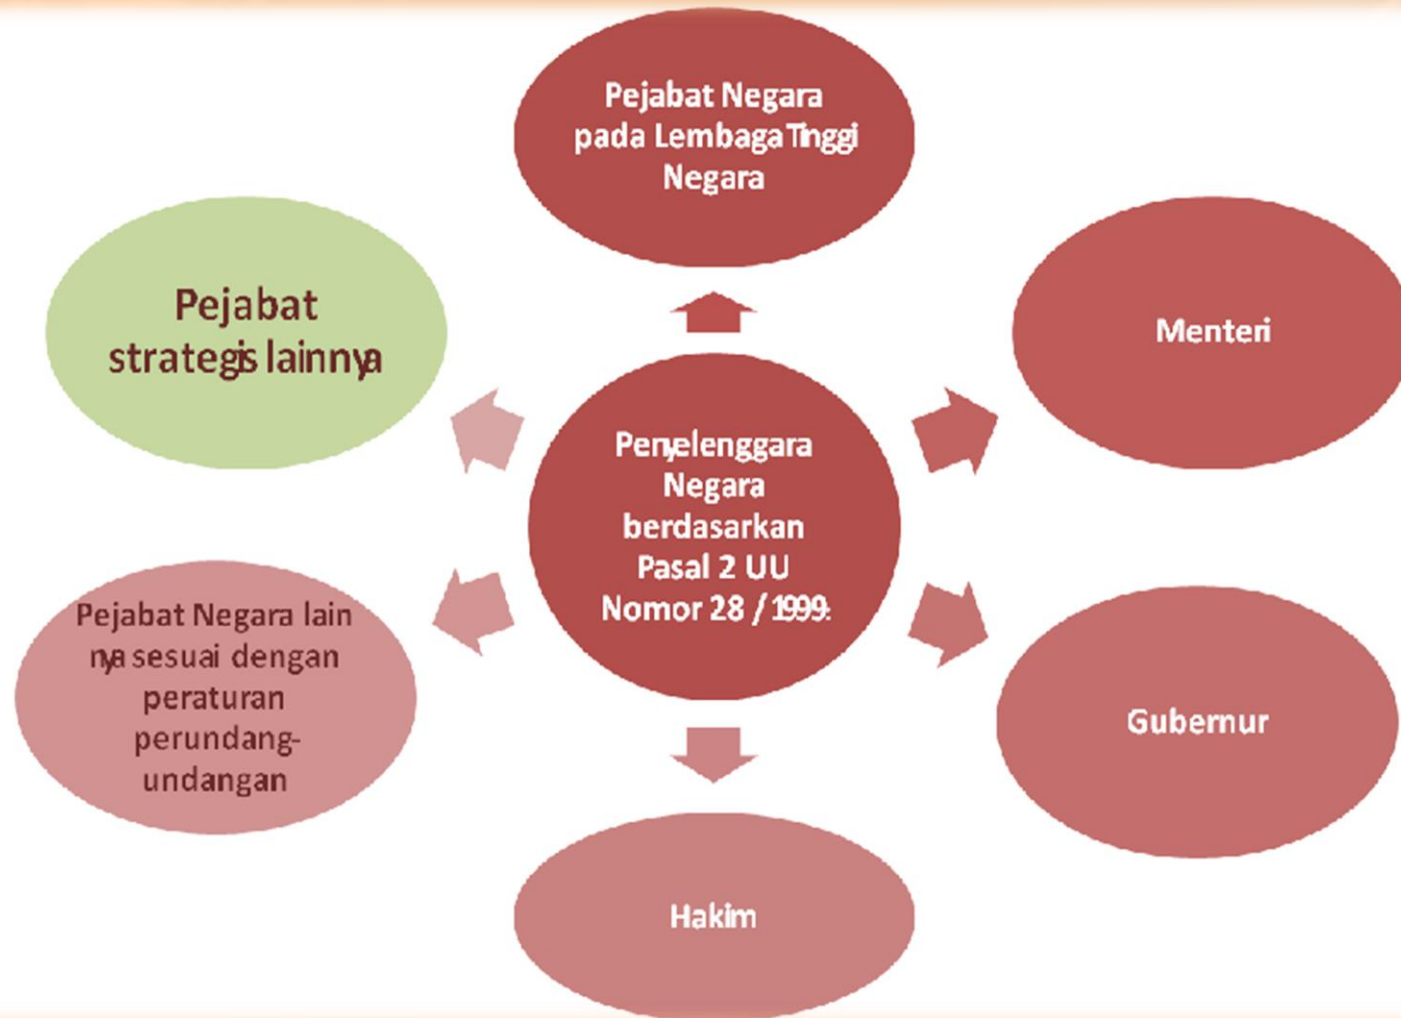 Pejabat Negara
pada Lembaga Tinggi
Negara
Menteri
Gubernur
Hakim
Pejabat Negara lain
nya sesuai dengan
peraturan
perundang-
undangan
Pejabat
strategis lainnya
Penyelenggara
Negara
berdasarkan
Pasal 2 UU
Nomor 28 / 1999: